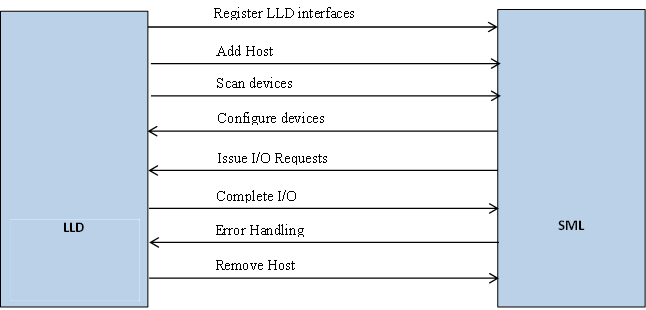 Register LLD interfaces
Add Host
Scan devices
Configure devices
Issue I/O Requests
Complete I/O
LLD
SML
Error Handling
Remove Host